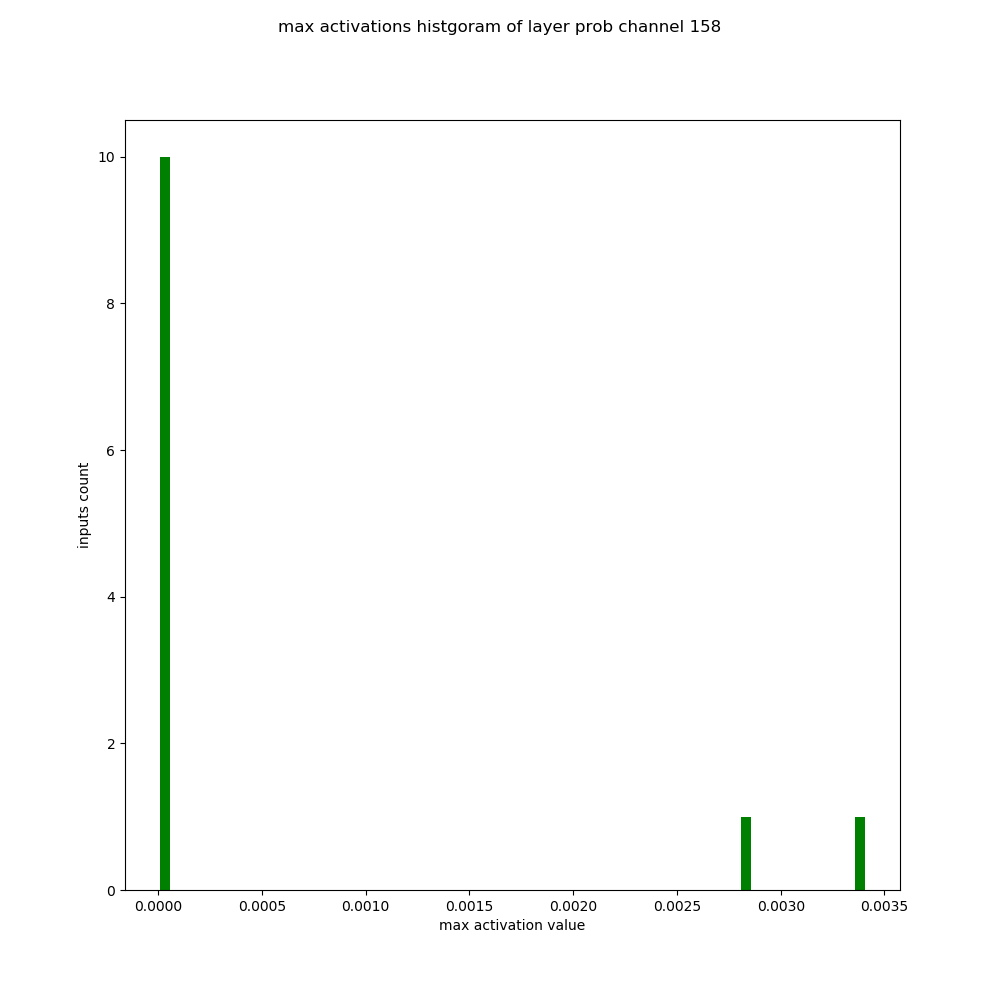 max activations histgoram of layer prob channel 158
10
8
6
4
2
0
inputs count
0.0000 0.0005 0.0010 0.0015 0.0020 0.0025 0.0030 0.0035
max activation value